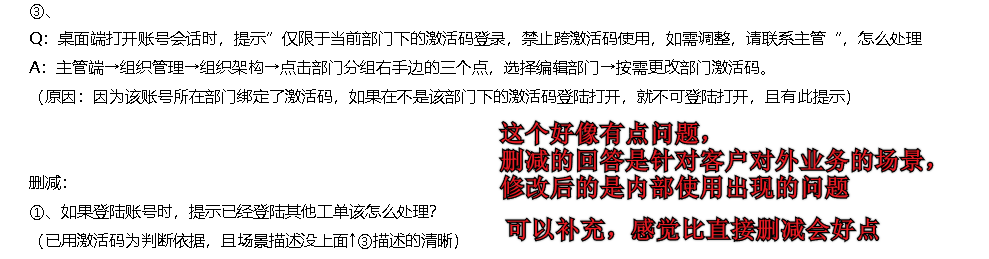 ③、
Q：桌面端打开账号会话时，提示”仅限于当前部门下的激活码登录，禁止跨激活码使用，如需调整，请联系主管“，怎么处理
A：主管端→组织管理→组织架构→点击部门分组右手边的三个点，选择编辑部门→按需更改部门激活码。
（原因：因为该账号所在部门绑定了激活码，如果在不是该部门下的激活码登陆打开，就不可登陆打开，且有此提示）
这个好像有点问题，
删减的回答是针对客户对外业务的场景，
修改后的是内部使用出现的问题
删减：
①、如果登陆账号时，提示已经登陆其他工单该怎么处理？
可以补充，感觉比直接删减会好点
（已用激活码为判断依据，且场景描述没上面↑③描述的清晰）